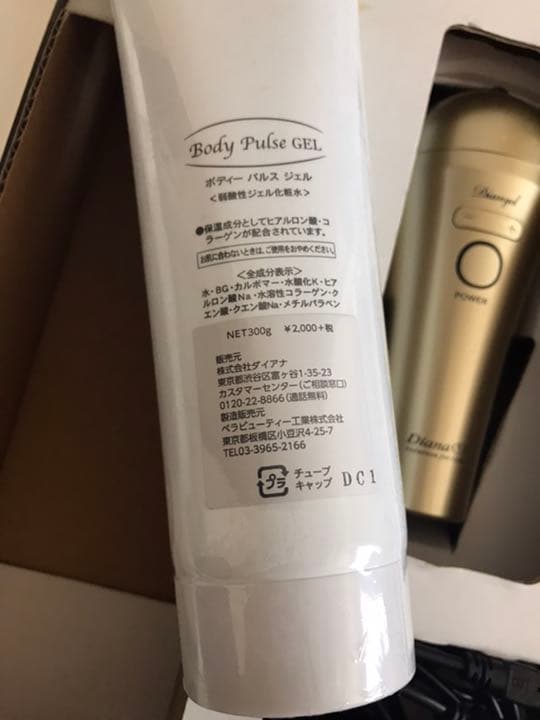 Body Pulse GEL
ボディー パルス ジェル
＜弱酸性ジェル化粧水＞
●保湿成分としてヒアルロン酸・コ
ラーゲンが配合されています。
お肌に合わないときは、ご使用をおやめください。
＜全成分表示＞
水・BG・カルボマー・水酸化K・ヒア
ルロン酸Na・水溶性コラーゲン・ク
エン酸・クエン酸Na・メチルパラベン
NET300g ￥2,000+税
販売元
株式会社ダイアナ
東京都渋谷区富ヶ谷1-35-23
カスタマーセンター（ご相談窓口）
0120-22-8866（通話無料）
製造販売元
ベラビューティー工業株式会社
東京都板橋区小豆沢4-25-7
TEL03-3965-2166
プラ
チューブ
キャップ
DC1
− +
POWER
Diana